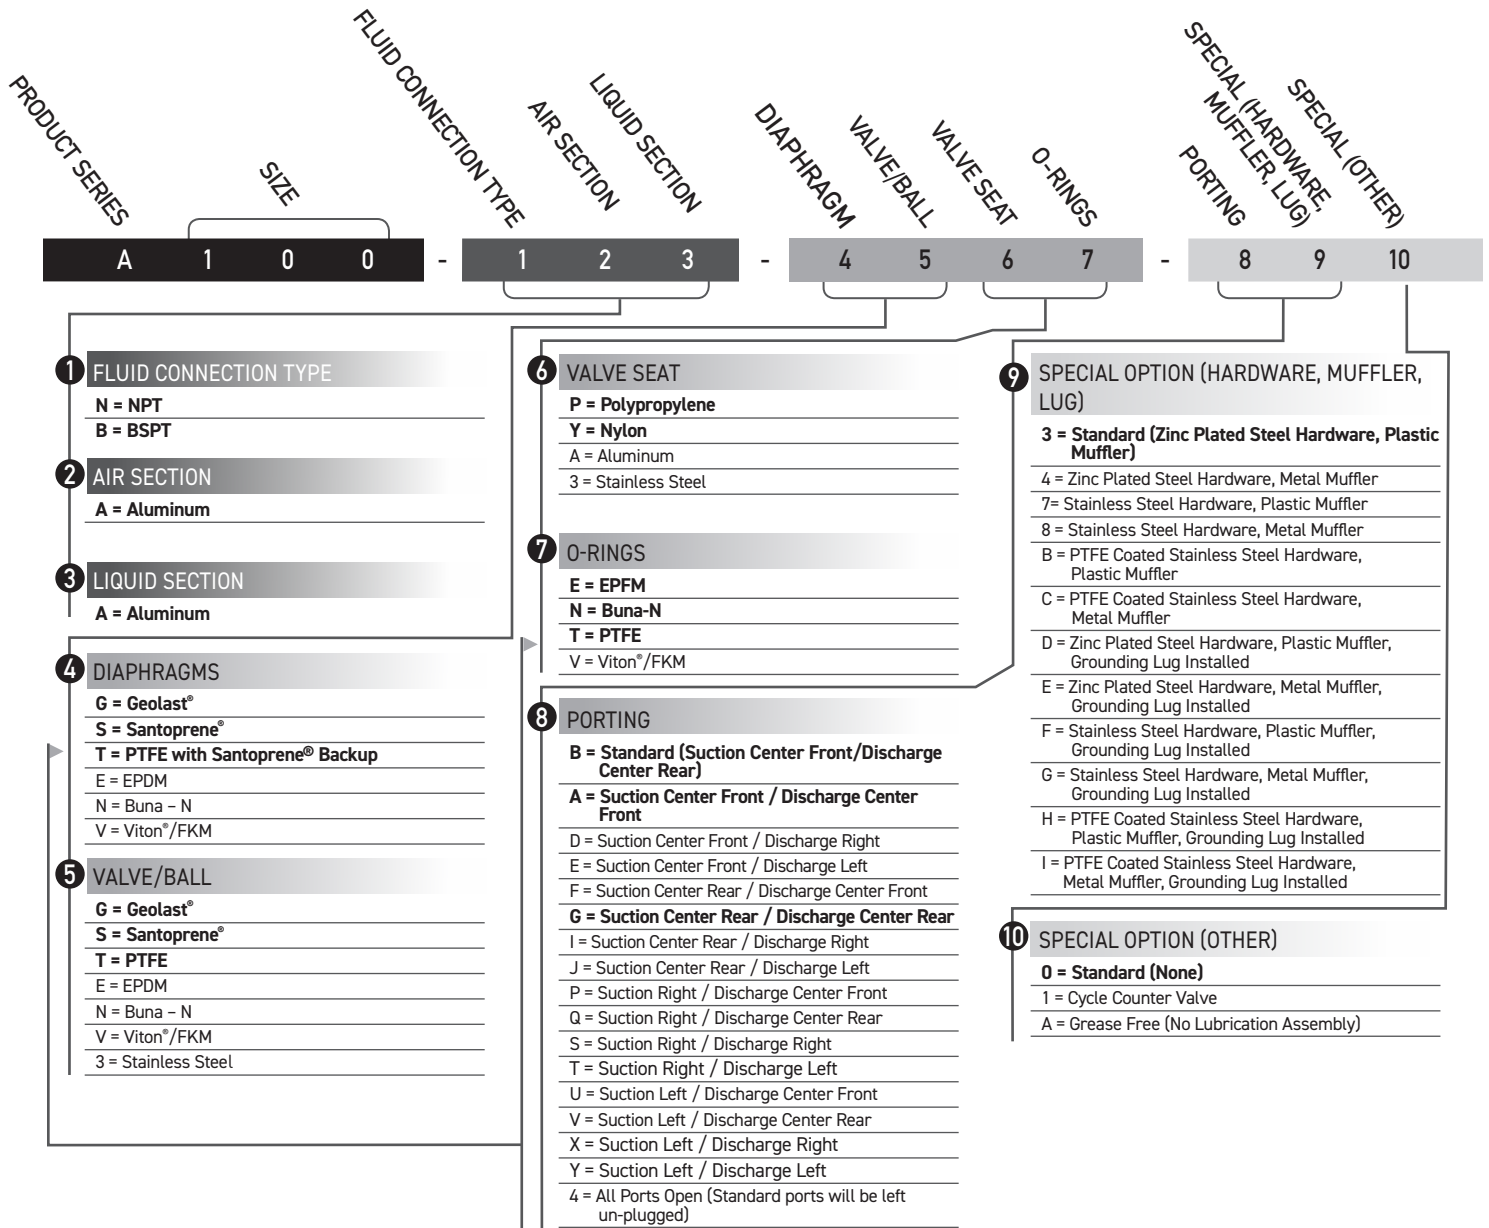 PRODUCT SERIES
SIZE
FLUID CONNECTION TYPE
AIR SECTION
LIQUID SECTION
DIAPHRAGM
VALVE/BALL
VALVE SEAT
O-RINGS
PORTING
SPECIAL (HARDWARE,
MUFFLER, LUG)
SPECIAL (OTHER)
A 1 0 0 - 1 2 3 - 4 5 6 7 - 8 9 10
1 FLUID CONNECTION TYPE
N = NPT
B = BSPT
2 AIR SECTION
A = Aluminum
3 LIQUID SECTION
A = Aluminum
4 DIAPHRAGMS
G = Geolast®
S = Santoprene®
T = PTFE with Santoprene® Backup
E = EPDM
N = Buna – N
V = Viton®/FKM
5 VALVE/BALL
G = Geolast®
S = Santoprene®
T = PTFE
E = EPDM
N = Buna – N
V = Viton®/FKM
3 = Stainless Steel
6 VALVE SEAT
P = Polypropylene
Y = Nylon
A = Aluminum
3 = Stainless Steel
7 O-RINGS
E = EPFM
N = Buna-N
T = PTFE
V = Viton®/FKM
8 PORTING
B = Standard (Suction Center Front/Discharge
Center Rear)
A = Suction Center Front / Discharge Center
Front
D = Suction Center Front / Discharge Right
E = Suction Center Front / Discharge Left
F = Suction Center Rear / Discharge Center Front
G = Suction Center Rear / Discharge Center Rear
I = Suction Center Rear / Discharge Right
J = Suction Center Rear / Discharge Left
P = Suction Right / Discharge Center Front
Q = Suction Right / Discharge Center Rear
S = Suction Right / Discharge Right
T = Suction Right / Discharge Left
U = Suction Left / Discharge Center Front
V = Suction Left / Discharge Center Rear
X = Suction Left / Discharge Right
Y = Suction Left / Discharge Left
4 = All Ports Open (Standard ports will be left
un-plugged)
9 SPECIAL OPTION (HARDWARE, MUFFLER,
LUG)
3 = Standard (Zinc Plated Steel Hardware, Plastic
Muffler)
4 = Zinc Plated Steel Hardware, Metal Muffler
7= Stainless Steel Hardware, Plastic Muffler
8 = Stainless Steel Hardware, Metal Muffler
B = PTFE Coated Stainless Steel Hardware,
Plastic Muffler
C = PTFE Coated Stainless Steel Hardware,
Metal Muffler
D = Zinc Plated Steel Hardware, Plastic Muffler,
Grounding Lug Installed
E = Zinc Plated Steel Hardware, Metal Muffler,
Grounding Lug Installed
F = Stainless Steel Hardware, Plastic Muffler,
Grounding Lug Installed
G = Stainless Steel Hardware, Metal Muffler,
Grounding Lug Installed
H = PTFE Coated Stainless Steel Hardware,
Plastic Muffler, Grounding Lug Installed
I = PTFE Coated Stainless Steel Hardware,
Metal Muffler, Grounding Lug Installed
10 SPECIAL OPTION (OTHER)
0 = Standard (None)
1 = Cycle Counter Valve
A = Grease Free (No Lubrication Assembly)